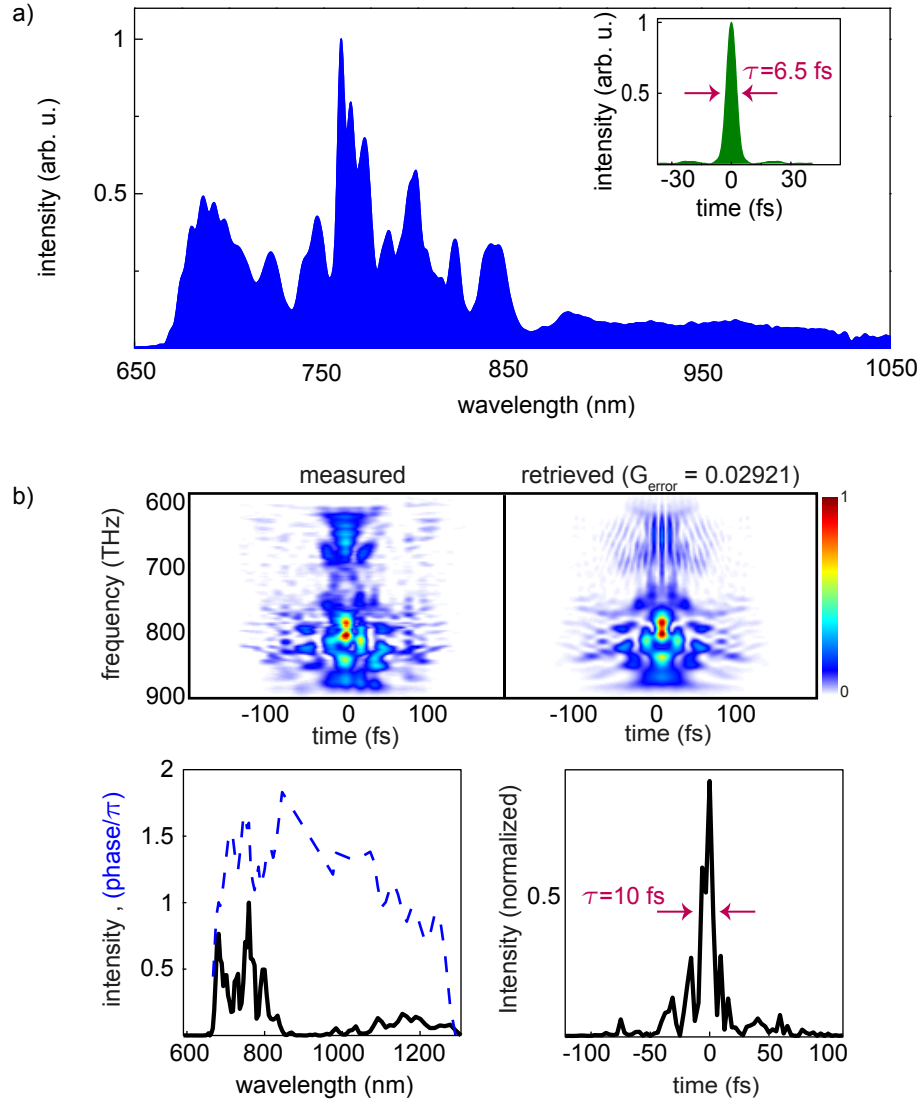 a)
1
0.5
intensity (arb. u.)
650
750
850
950
1050
wavelength (nm)
1
0.5
intensity (arb. u.)
τ=6.5 fs
-30
0
30
time (fs)
b)
measured
retrieved (G_error = 0.02921)
600
700
800
900
frequency (THz)
-100
0
100
time (fs)
-100
0
100
time (fs)
1
0
2
1.5
1
0.5
intensity , (phase/π)
600
800
1000
1200
wavelength (nm)
Intensity (normalized)
0.5
τ=10 fs
-100
-50
0
50
100
time (fs)